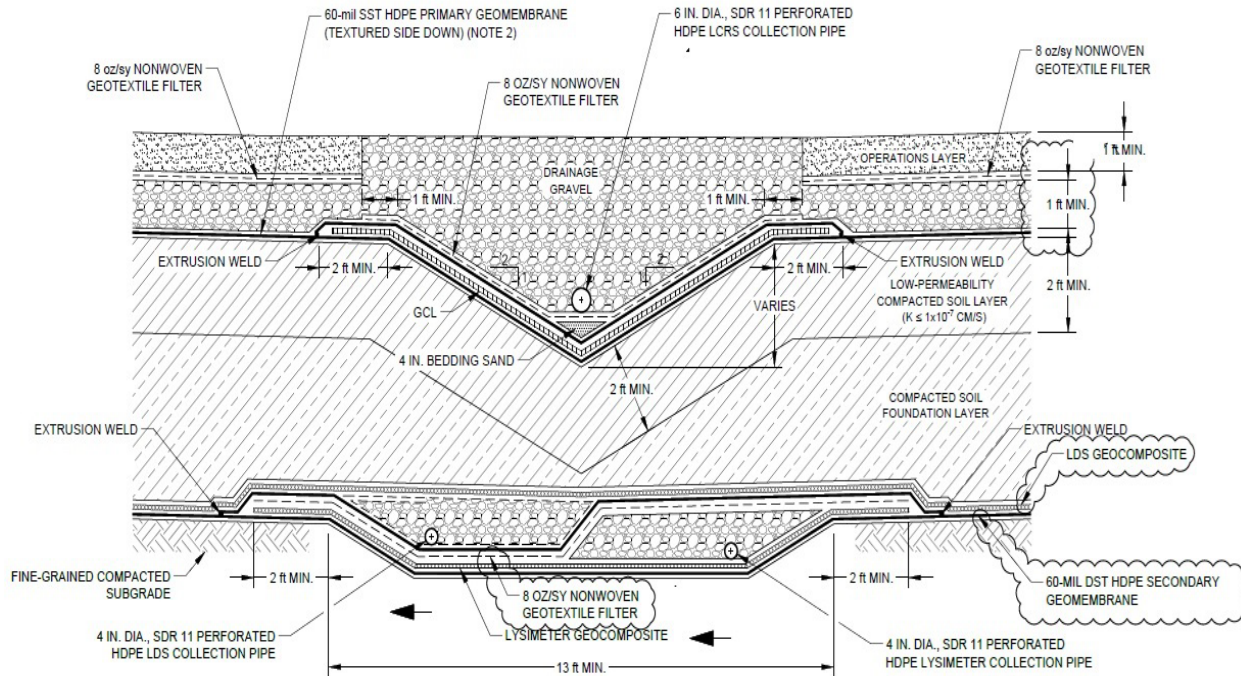 60-mil SST HDPE PRIMARY GEOMEMBRANE
(TEXTURED SIDE DOWN) (NOTE 2)
6 IN. DIA., SDR 11 PERFORATED
HDPE LCRS COLLECTION PIPE
8 oz/sy NONWOVEN
GEOTEXTILE FILTER
8 OZ/SY NONWOVEN
GEOTEXTILE FILTER
8 oz/sy NONWOVEN
GEOTEXTILE FILTER
OPERATIONS LAYER
1 ft MIN.
DRAINAGE
GRAVEL
1 ft MIN.
1 ft MIN.
1 ft MIN.
EXTRUSION WELD
EXTRUSION WELD
2 ft MIN.
2
1
2
1
2 ft MIN.
LOW-PERMEABILITY
COMPACTED SOIL LAYER
(K ≤ 1x10⁻⁷ CM/S)
2 ft MIN.
GCL
VARIES
4 IN. BEDDING SAND
2 ft MIN.
COMPACTED SOIL
FOUNDATION LAYER
EXTRUSION WELD
EXTRUSION WELD
LDS GEOCOMPOSITE
FINE-GRAINED COMPACTED
SUBGRADE
2 ft MIN.
2 ft MIN.
8 OZ/SY NONWOVEN
GEOTEXTILE FILTER
60-MIL DST HDPE SECONDARY
GEOMEMBRANE
LYSIMETER GEOCOMPOSITE
4 IN. DIA., SDR 11 PERFORATED
HDPE LDS COLLECTION PIPE
4 IN. DIA., SDR 11 PERFORATED
HDPE LYSIMETER COLLECTION PIPE
13 ft MIN.